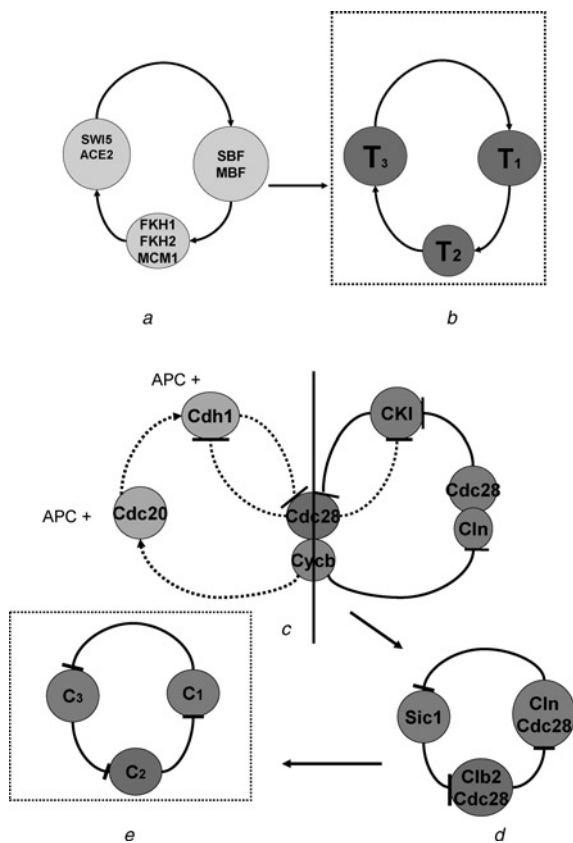 SWI5
ACE2
SBF
MBF
FKH1
FKH2
MCM1
T3
T1
T2
a
b
APC +
Cdh1
CKI
APC +
Cdc20
Cdc28
Cycb
Cdc28
Cln
c
C3
C1
C2
Sic1
Cln
Cdc28
Clb2
Cdc28
e
d